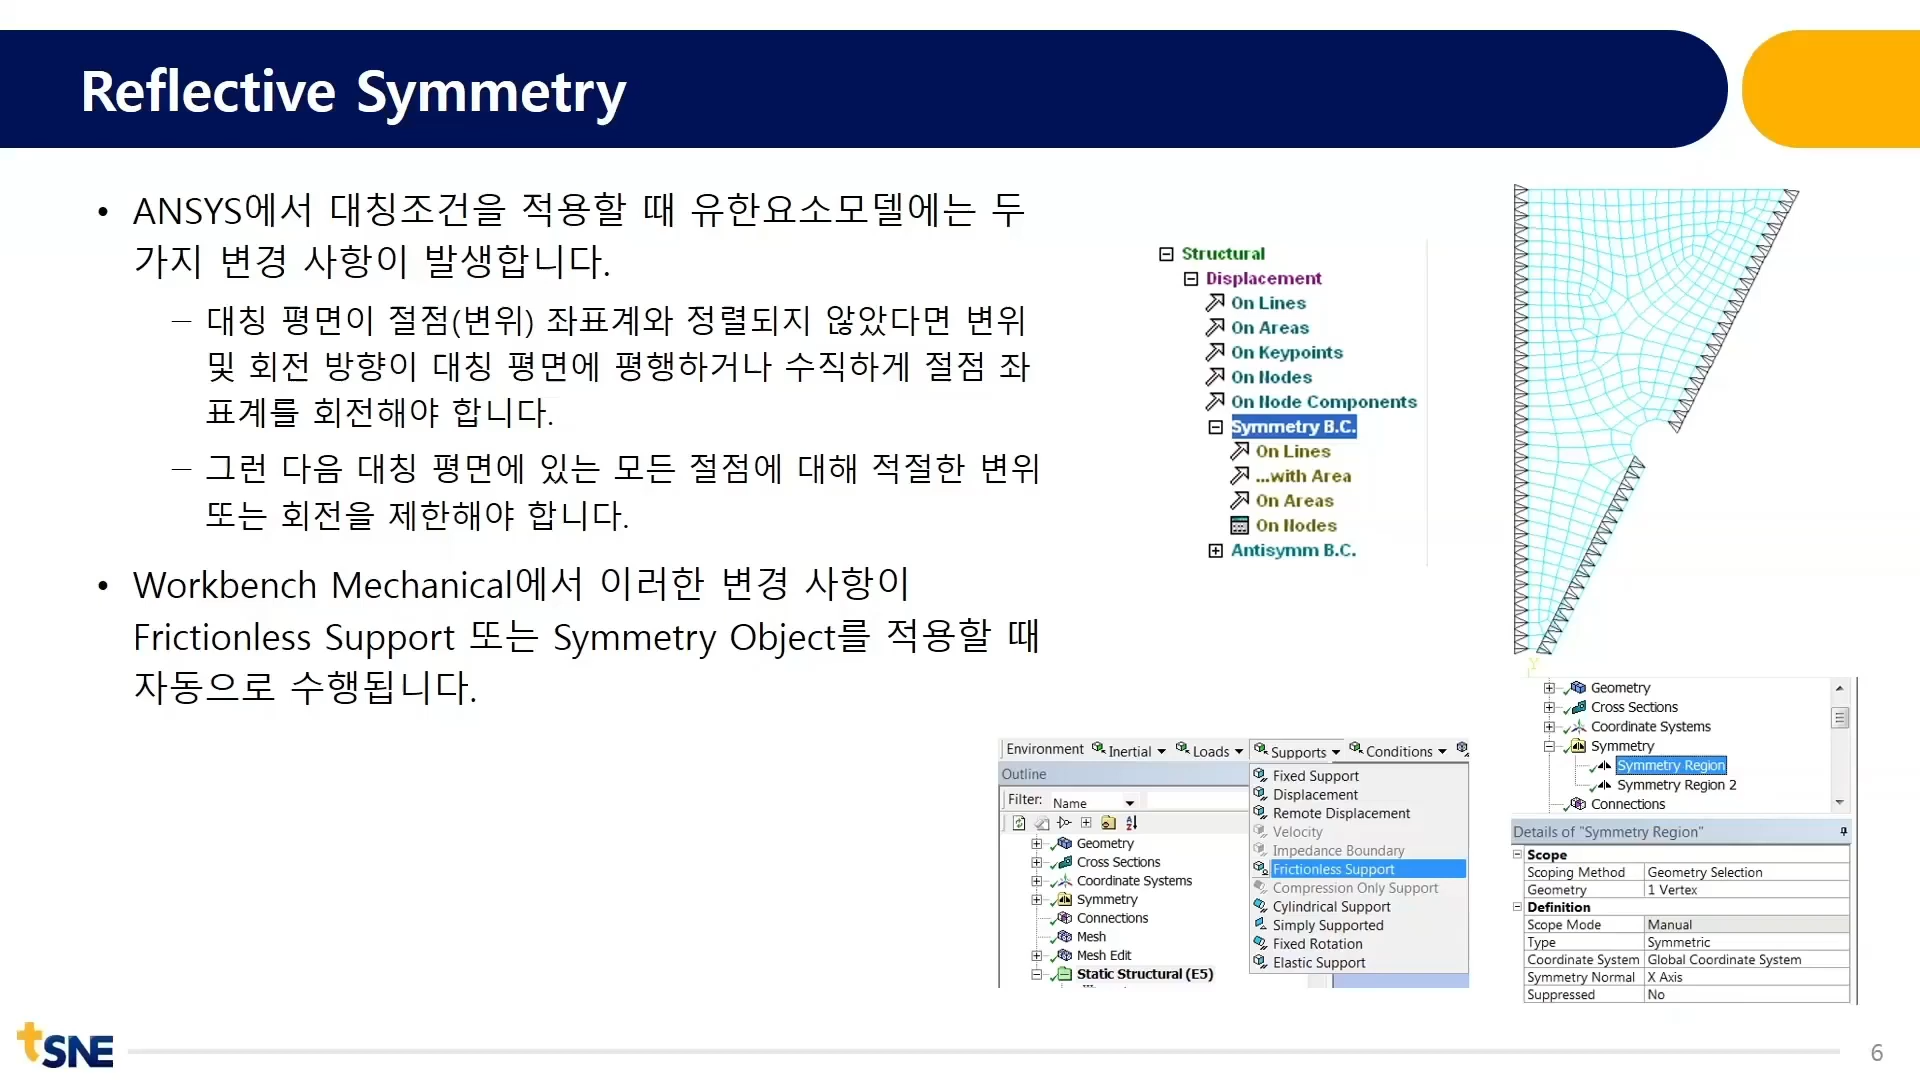 Reflective Symmetry
• ANSYS에서 대칭조건을 적용할 때 유한요소모델에는 두
가지 변경 사항이 발생합니다.
– 대칭 평면이 절점(변위) 좌표계와 정렬되지 않았다면 변위
및 회전 방향이 대칭 평면에 평행하거나 수직하게 절점 좌
표계를 회전해야 합니다.
– 그런 다음 대칭 평면에 있는 모든 절점에 대해 적절한 변위
또는 회전을 제한해야 합니다.
• Workbench Mechanical에서 이러한 변경 사항이
Frictionless Support 또는 Symmetry Object를 적용할 때
자동으로 수행됩니다.
Structural
Displacement
On Lines
On Areas
On Keypoints
On Nodes
On Node Components
Symmetry B.C.
On Lines
...with Area
On Areas
On Nodes
Antisymm B.C.
Y
Environment Inertial Loads Supports Conditions
Outline
Filter: Name
Geometry
Cross Sections
Coordinate Systems
Symmetry
Connections
Mesh
Mesh Edit
Static Structural (E5)
Fixed Support
Displacement
Remote Displacement
Velocity
Impedance Boundary
Frictionless Support
Compression Only Support
Cylindrical Support
Simply Supported
Fixed Rotation
Elastic Support
Geometry
Cross Sections
Coordinate Systems
Symmetry
Symmetry Region
Symmetry Region 2
Connections
Details of "Symmetry Region"
Scope
Scoping Method Geometry Selection
Geometry 1 Vertex
Definition
Scope Mode Manual
Type Symmetric
Coordinate System Global Coordinate System
Symmetry Normal X Axis
Suppressed No
tSNE
6